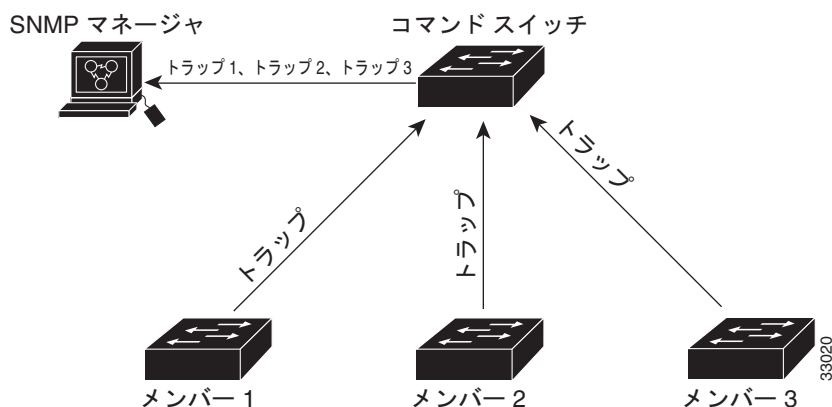 SNMP マネージャ
コマンド スイッチ
トラップ 1、トラップ 2、トラップ 3
トラップ
トラップ
トラップ
メンバー 1
メンバー 2
メンバー 3
33020